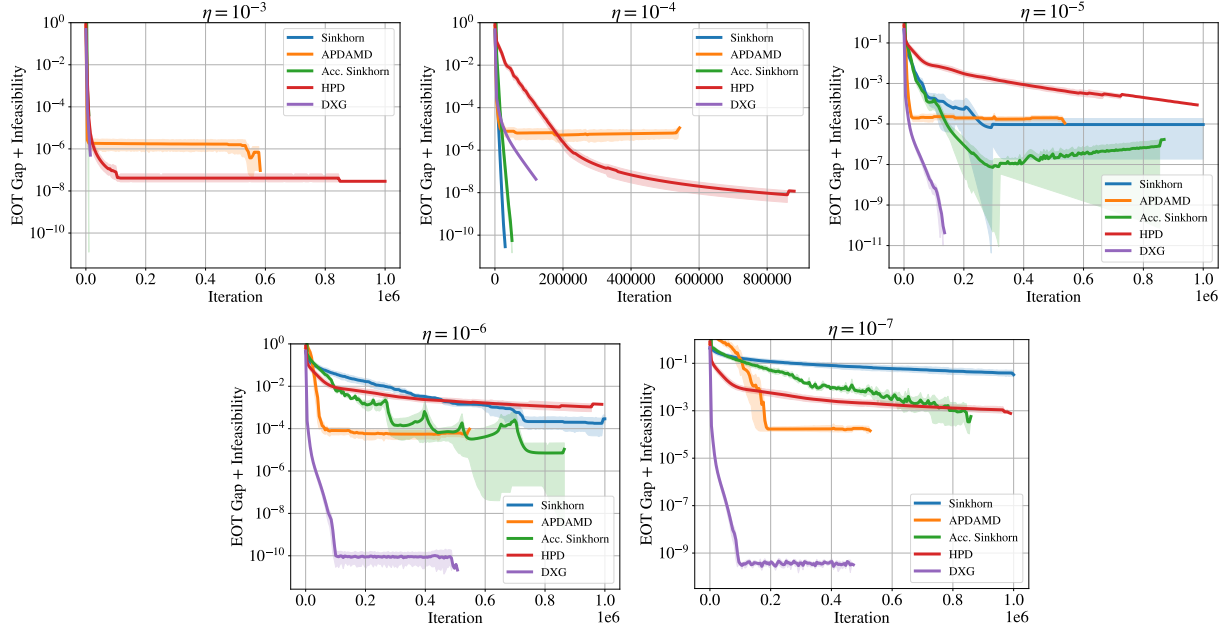 η = 10⁻³
EOT Gap + Infeasibility
10⁰
10⁻²
10⁻⁴
10⁻⁶
10⁻⁸
10⁻¹⁰
Sinkhorn
APDAMD
Acc. Sinkhorn
HPD
DXG
0.0 0.2 0.4 0.6 0.8 1.0
Iteration
1e6
η = 10⁻⁴
EOT Gap + Infeasibility
10⁰
10⁻²
10⁻⁴
10⁻⁶
10⁻⁸
10⁻¹⁰
Sinkhorn
APDAMD
Acc. Sinkhorn
HPD
DXG
0 200000 400000 600000 800000
Iteration
η = 10⁻⁵
EOT Gap + Infeasibility
10⁻¹
10⁻³
10⁻⁵
10⁻⁷
10⁻⁹
10⁻¹¹
Sinkhorn
APDAMD
Acc. Sinkhorn
HPD
DXG
0.0 0.2 0.4 0.6 0.8 1.0
Iteration
1e6
η = 10⁻⁶
EOT Gap + Infeasibility
10⁰
10⁻²
10⁻⁴
10⁻⁶
10⁻⁸
10⁻¹⁰
Sinkhorn
APDAMD
Acc. Sinkhorn
HPD
DXG
0.0 0.2 0.4 0.6 0.8 1.0
Iteration
1e6
η = 10⁻⁷
EOT Gap + Infeasibility
10⁻¹
10⁻³
10⁻⁵
10⁻⁷
10⁻⁹
Sinkhorn
APDAMD
Acc. Sinkhorn
HPD
DXG
0.0 0.2 0.4 0.6 0.8 1.0
Iteration
1e6